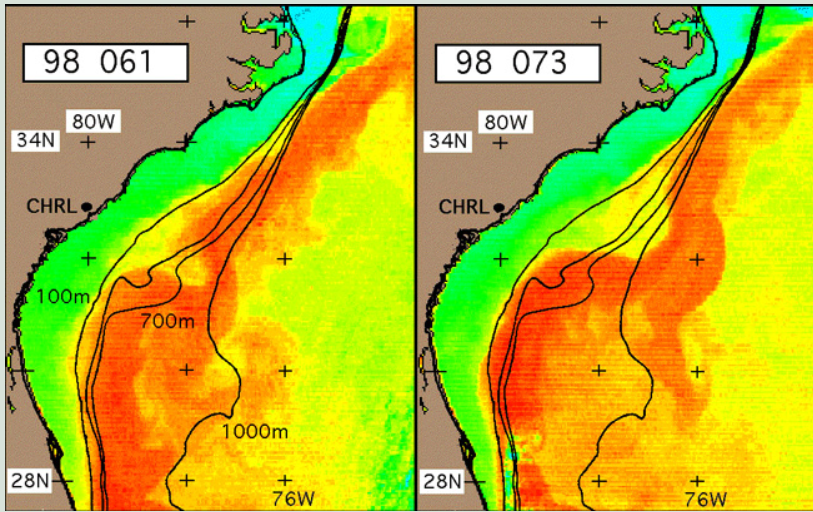 98 061
80W
34N
CHRL
100m
700m
1000m
28N
76W
98 073
80W
34N
CHRL
28N
76W